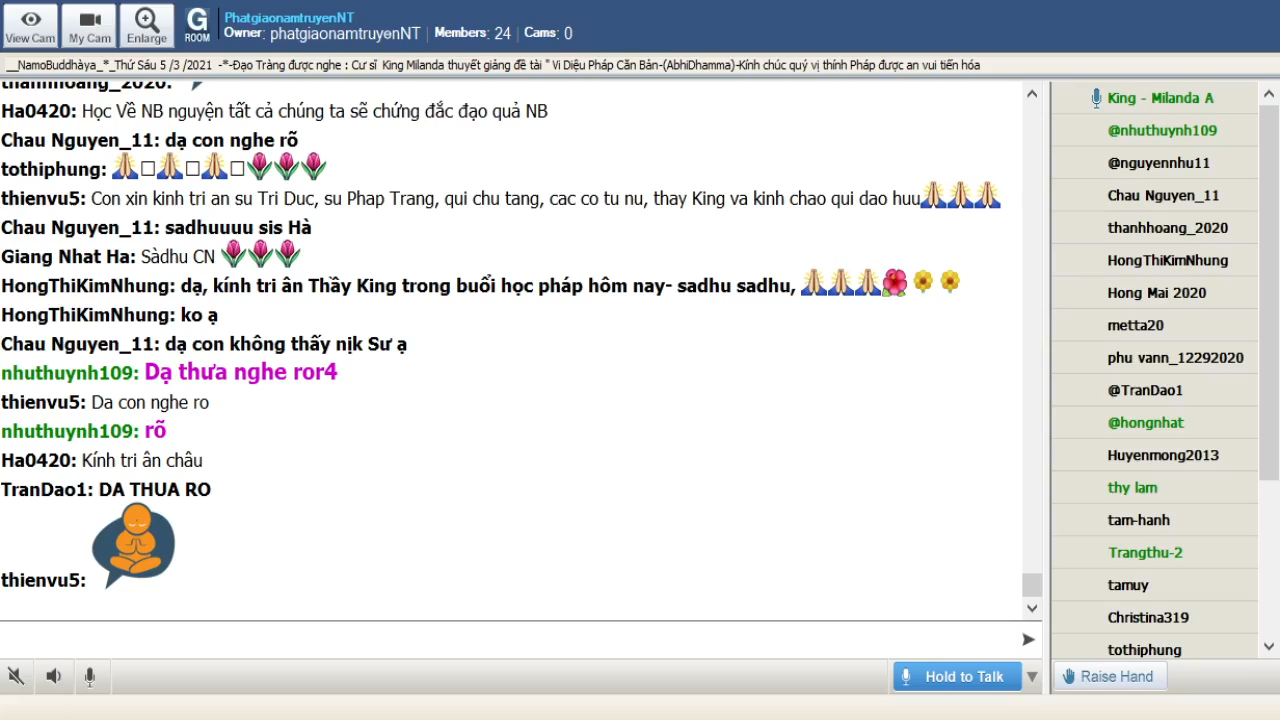 View Cam
My Cam
Enlarge
G
ROOM
PhatgiaonamtruyenNT
Owner: phatgiaonamtruyenNT | Members: 24 | Cams: 0
__NamoBuddhàya_*_Thứ Sáu 5 /3 /2021 -*-Đạo Tràng được nghe : Cư sĩ King Milanda thuyết giảng đề tài " Vi Diệu Pháp Căn Bản-(AbhiDhamma)-Kính chúc quý vị thính Pháp được an vui tiến hóa
thanhhoang_2020:
Ha0420: Học Về NB nguyện tất cả chúng ta sẽ chứng đắc đạo quả NB
Chau Nguyen_11: dạ con nghe rõ
tothiphung: 🙏□🙏□🙏□🌷🌷🌷
thienvu5: Con xin kinh tri an su Tri Duc, su Phap Trang, qui chu tang, cac co tu nu, thay King va kinh chao qui dao huu🙏🙏🙏
Chau Nguyen_11: sadhuuuu sis Hà
Giang Nhat Ha: Sàdhu CN 🌷🌷🌷
HongThiKimNhung: dạ, kính tri ân Thầy King trong buổi học pháp hôm nay- sadhu sadhu, 🙏🙏🙏🌺🌼🌼
HongThiKimNhung: ko ạ
Chau Nguyen_11: dạ con không thấy nịk Sư ạ
nhuthuynh109: Dạ thưa nghe ror4
thienvu5: Da con nghe ro
nhuthuynh109: rõ
Ha0420: Kính tri ân châu
TranDao1: DA THUA RO
thienvu5:
King - Milanda A
@nhuthuynh109
@nguyennhu11
Chau Nguyen_11
thanhhoang_2020
HongThiKimNhung
Hong Mai 2020
metta20
phu vann_12292020
@TranDao1
@hongnhat
Huyenmong2013
thy lam
tam-hanh
Trangthu-2
tamuy
Christina319
tothiphung
Hold to Talk
Raise Hand